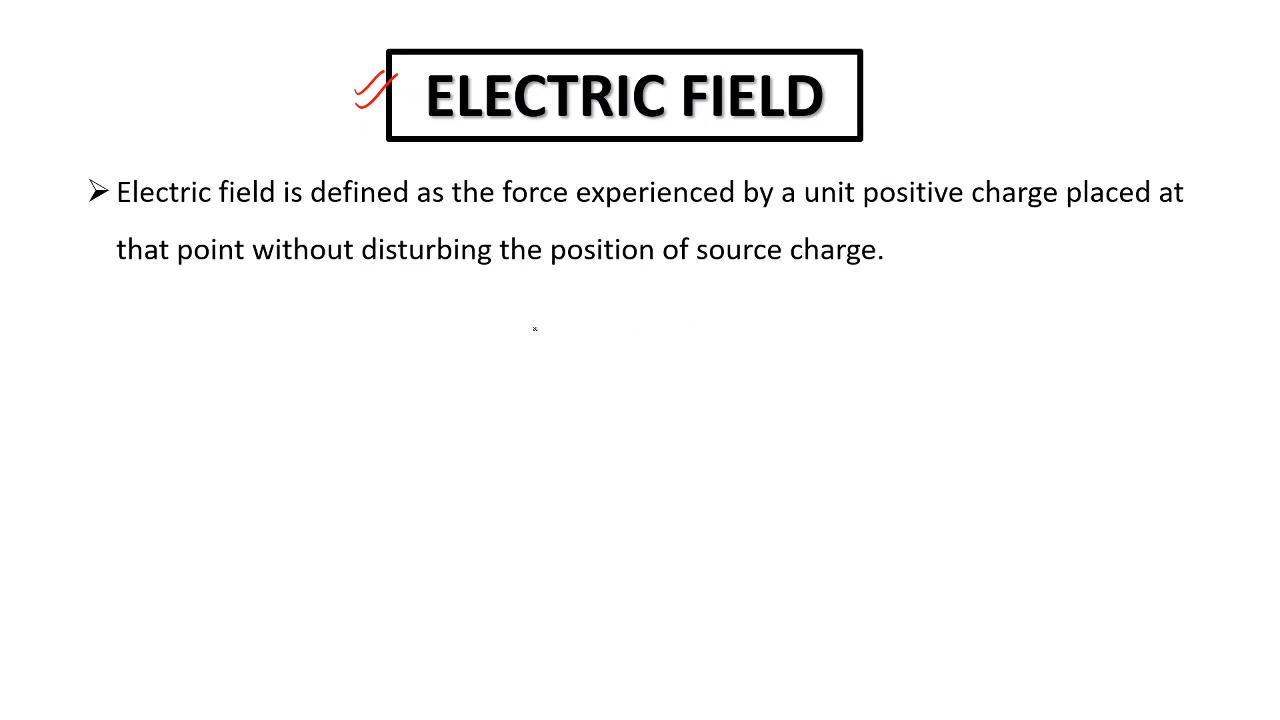 ELECTRIC FIELD
➢ Electric field is defined as the force experienced by a unit positive charge placed at
that point without disturbing the position of source charge.